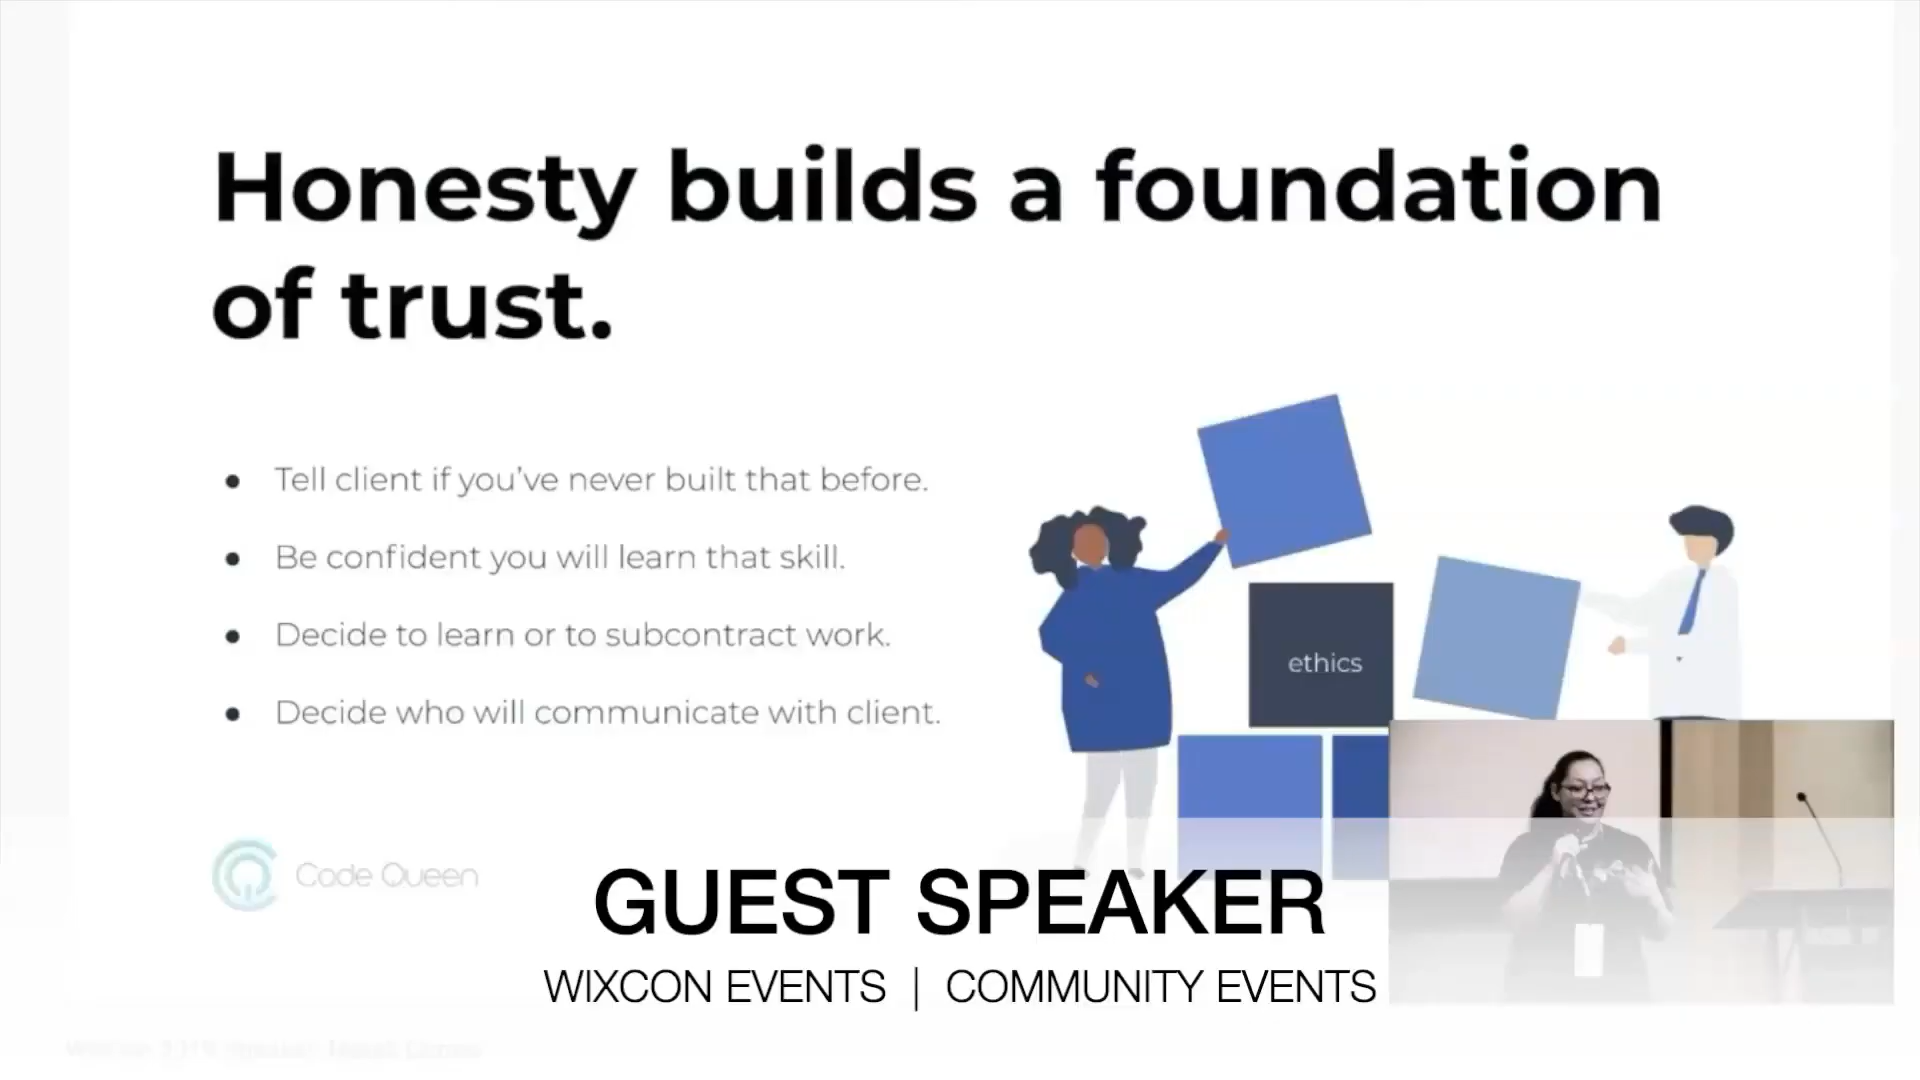 Honesty builds a foundation
of trust.
● Tell client if you've never built that before.
● Be confident you will learn that skill.
● Decide to learn or to subcontract work.
● Decide who will communicate with client.
ethics
Code Queen
GUEST SPEAKER
WIXCON EVENTS | COMMUNITY EVENTS